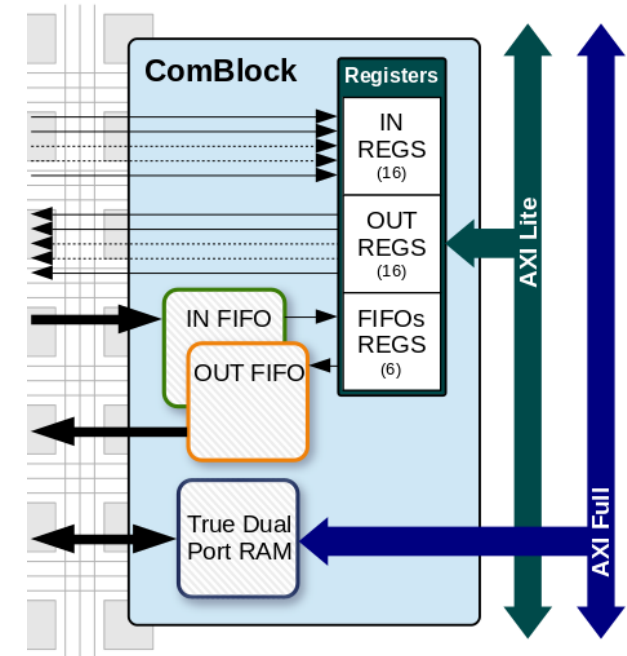 ComBlock
Registers
IN
REGS
(16)
OUT
REGS
(16)
FIFOs
REGS
(6)
IN FIFO
OUT FIFO
True Dual
Port RAM
AXI Lite
AXI Full